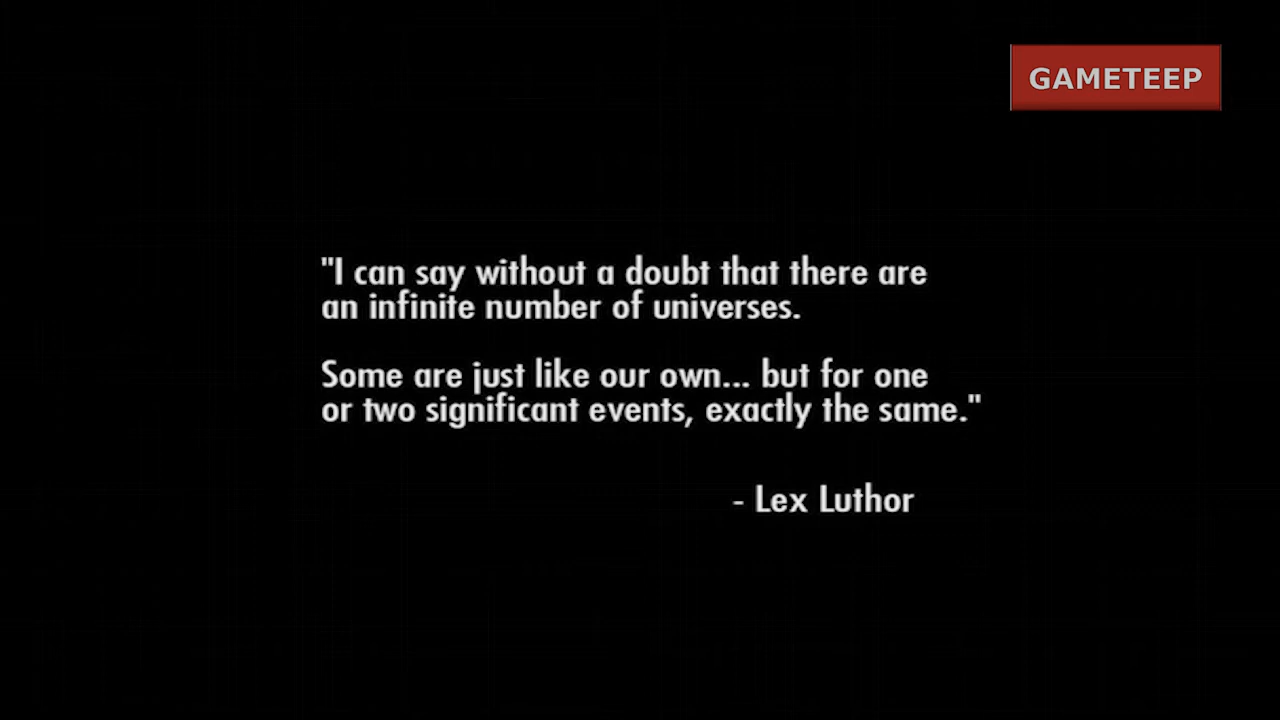 GAMETEEP
"I can say without a doubt that there are
an infinite number of universes.
Some are just like our own... but for one
or two significant events, exactly the same."
- Lex Luthor